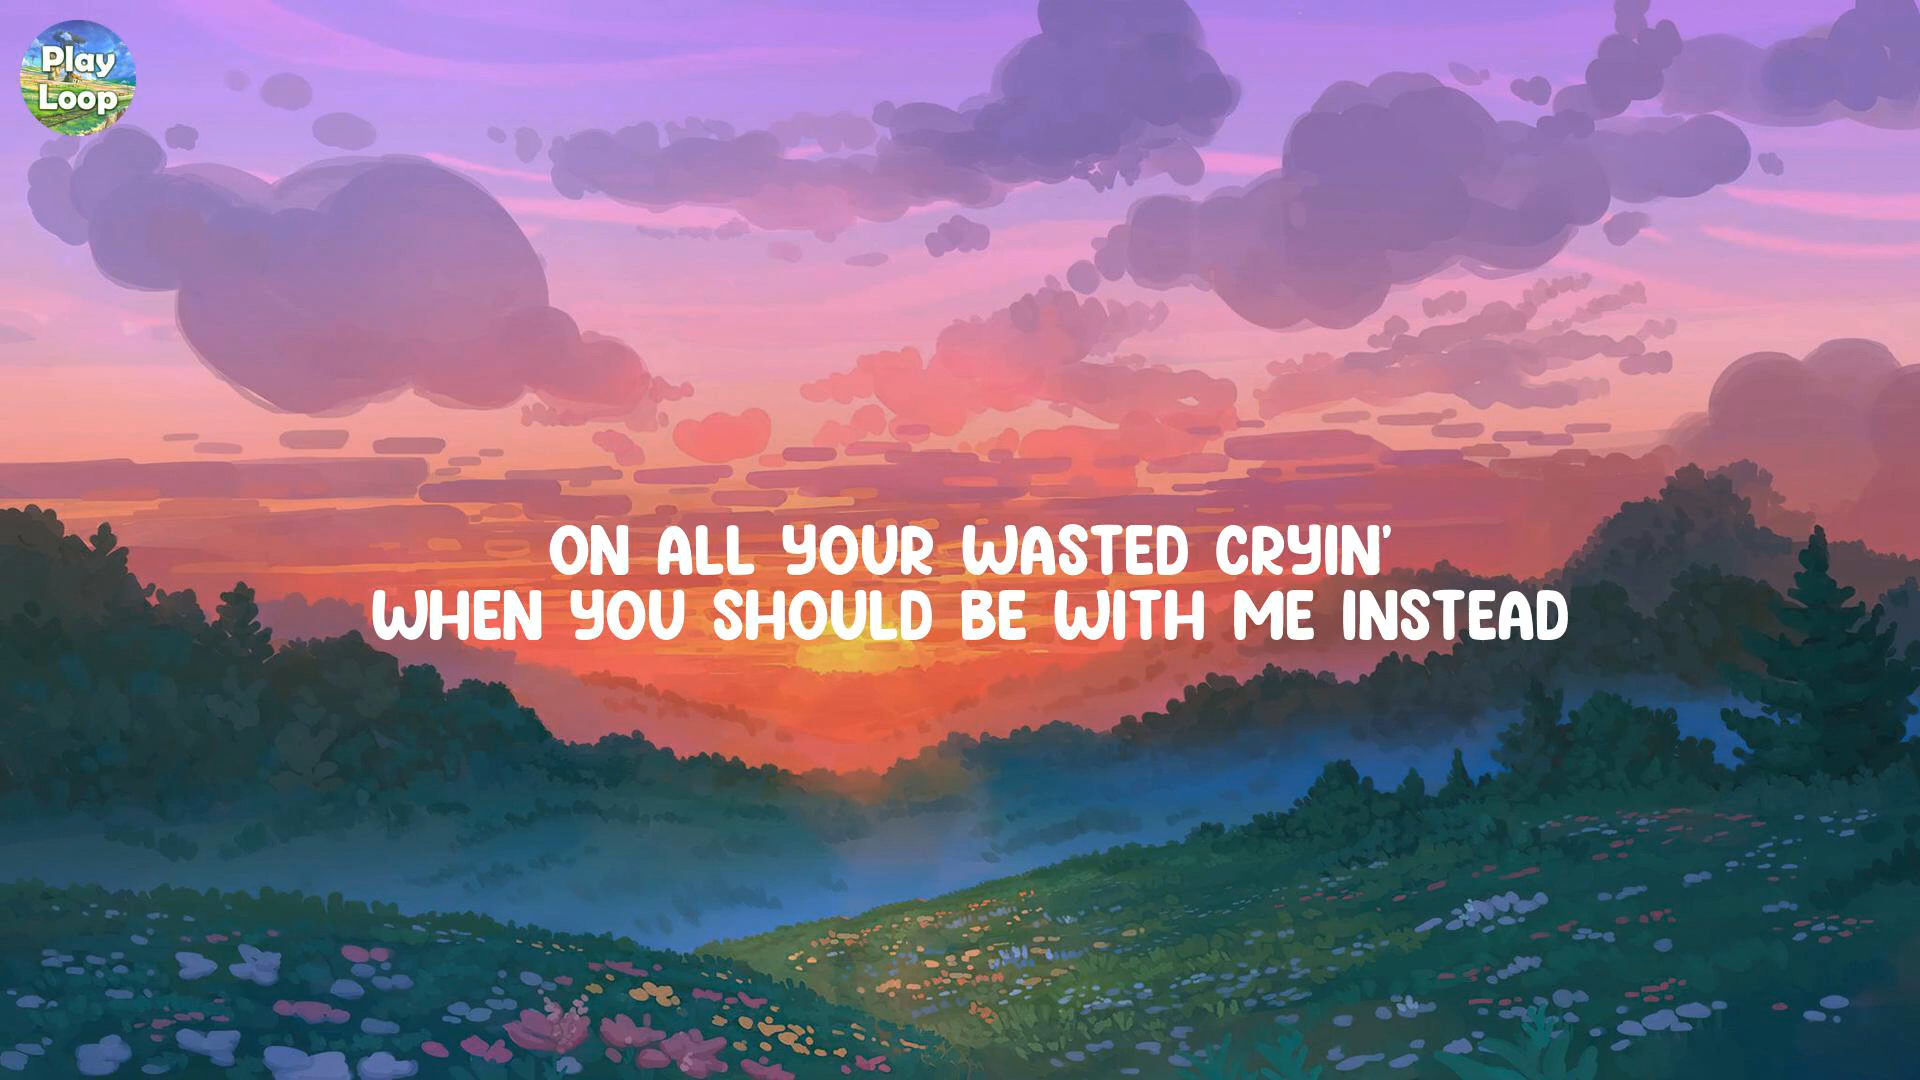 Play
Loop
ON ALL YOUR WASTED CRYIN'
WHEN YOU SHOULD BE WITH ME INSTEAD